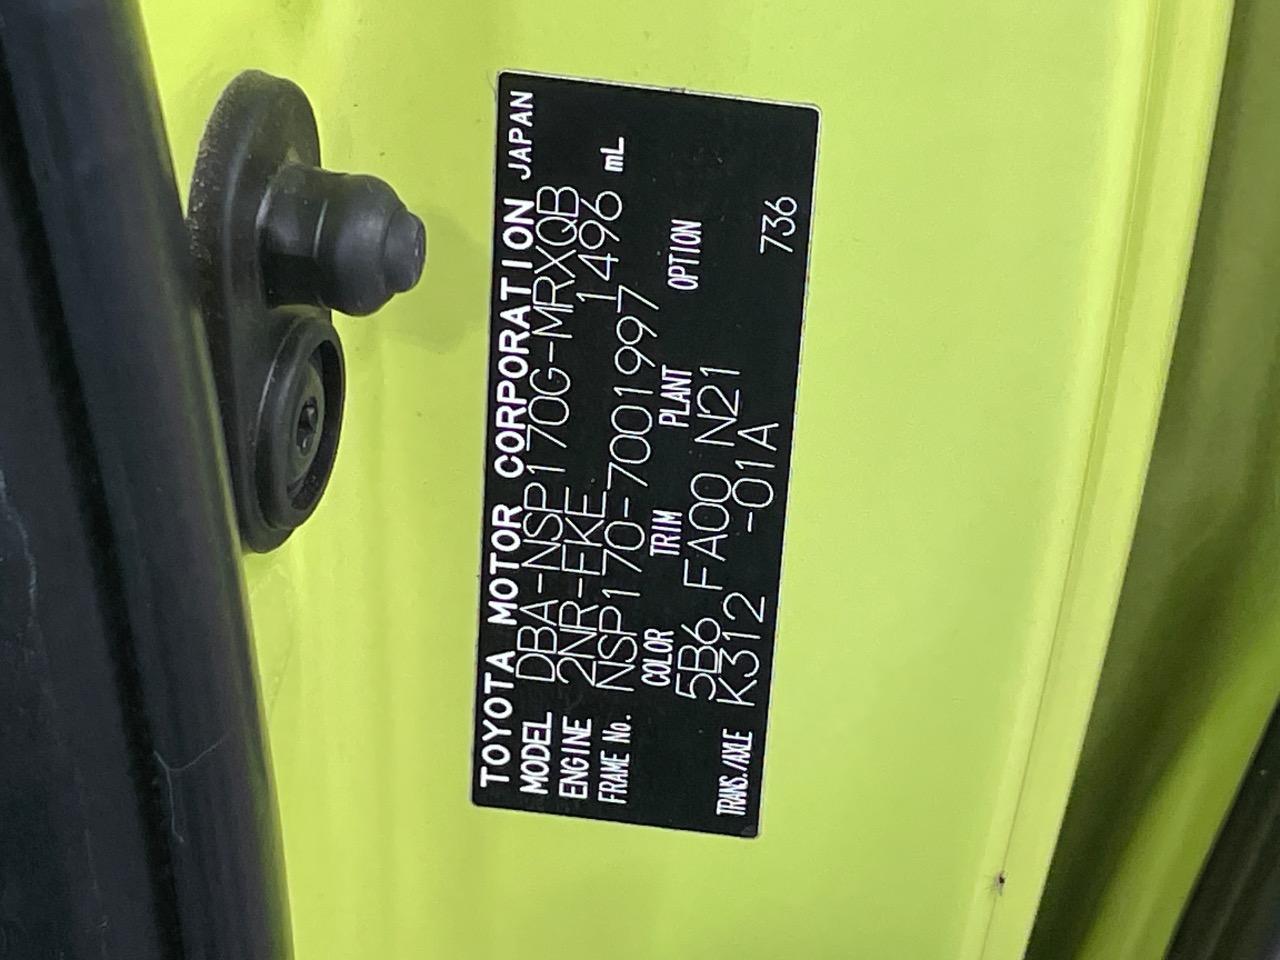 TOYOTA MOTOR CORPORATION JAPAN
MODEL DBA-NSP170G-MRXQB
ENGINE 2NR-FKE 1496 mL
FRAME No. NSP170-7001997
COLOR TRIM PLANT OPTION
5B6 FA00 N21
TRANS./AXLE K312 -01A 736